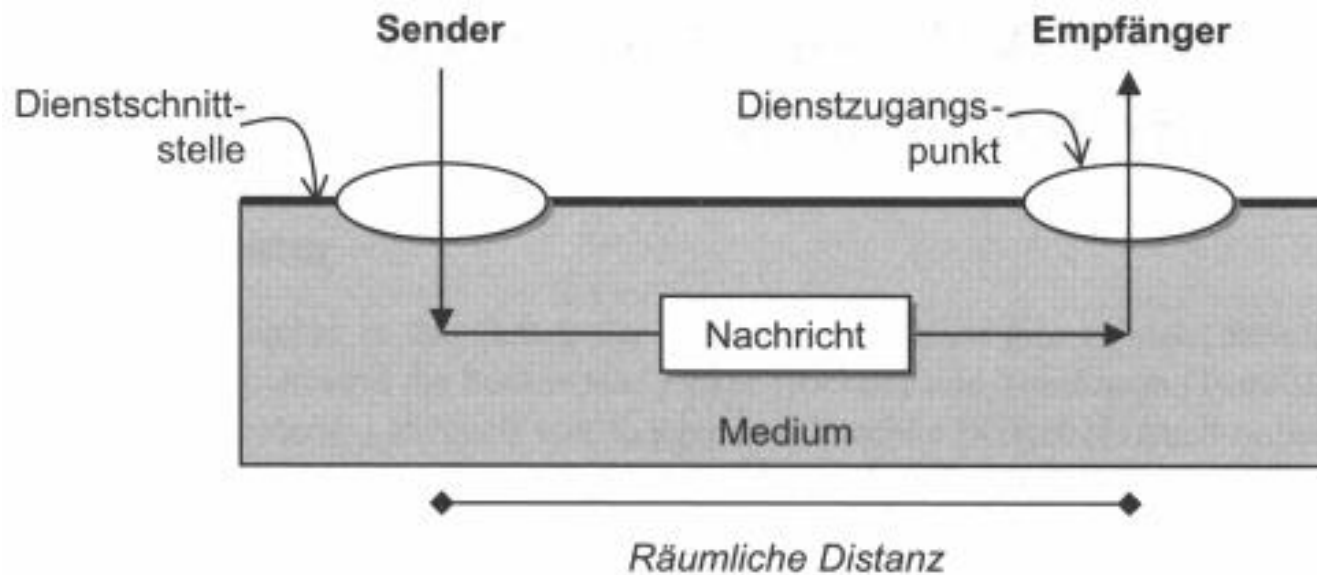 Sender
Empfänger
Dienstschnitt-
stelle
Dienstzugangs-
punkt
Nachricht
Medium
Räumliche Distanz